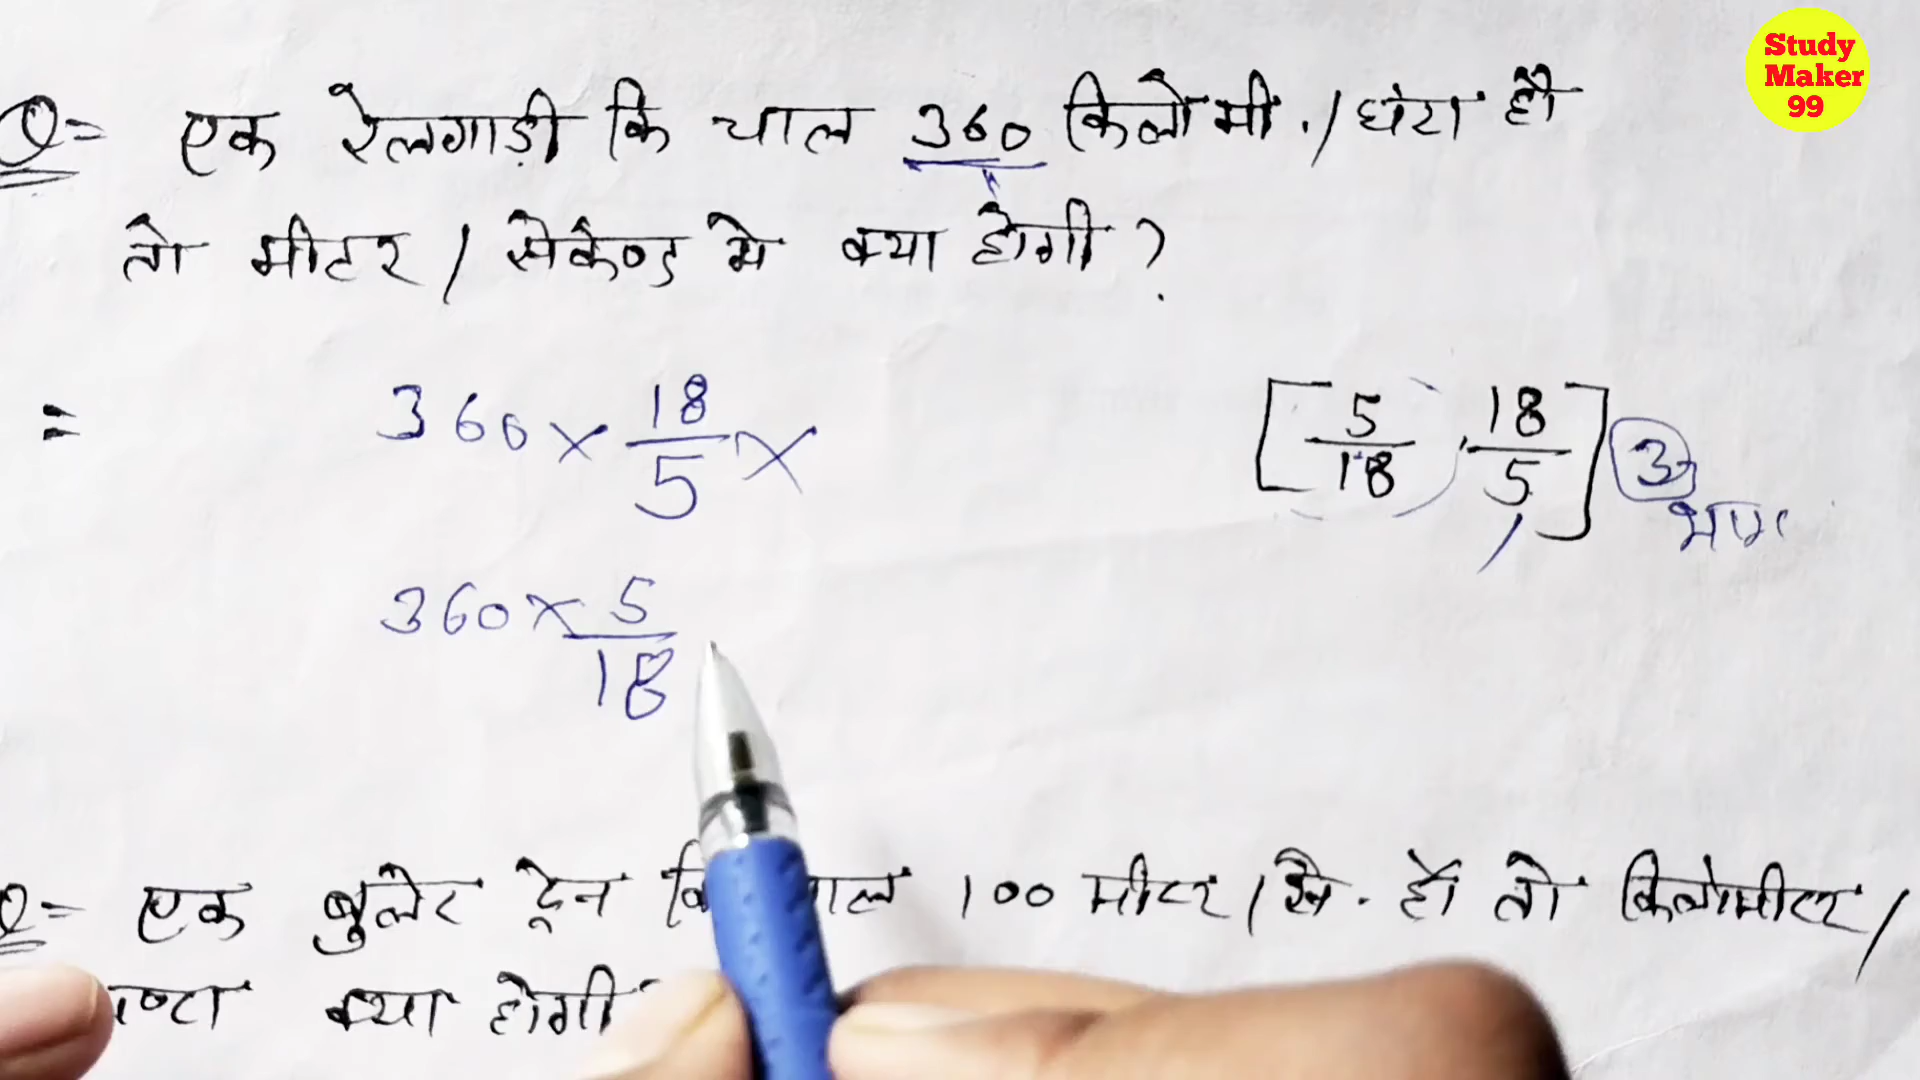 Study
Maker
99
Q= एक रेलगाड़ी कि चाल 360 किलोमी./घंटा हौ
तो मीटर / सेकेण्ड मे क्या होगी ?
= 360 × 18/5 ×
[5/18, 18/5]
360 × 5/18
Q= एक बुलेट ट्रेन 100 मीटर/से. हो तो किलोमीटर/
क्या होगी